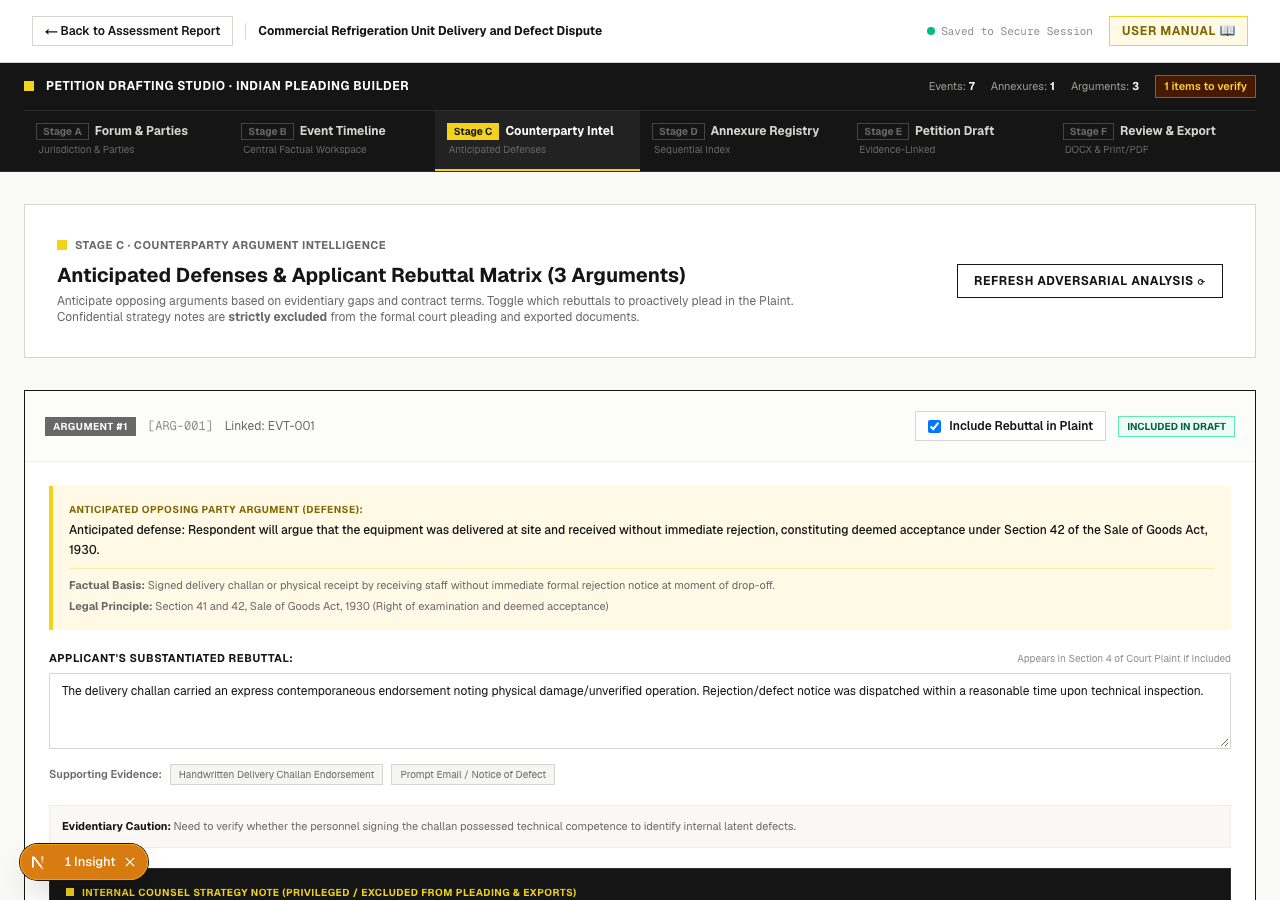 ← Back to Assessment Report
Commercial Refrigeration Unit Delivery and Defect Dispute
Saved to Secure Session
USER MANUAL 📖
PETITION DRAFTING STUDIO · INDIAN PLEADING BUILDER
Events: 7 Annexures: 1 Arguments: 3
1 items to verify
Stage A Forum & Parties
Jurisdiction & Parties
Stage B Event Timeline
Central Factual Workspace
Stage C Counterparty Intel
Anticipated Defenses
Stage D Annexure Registry
Sequential Index
Stage E Petition Draft
Evidence-Linked
Stage F Review & Export
DOCX & Print/PDF
STAGE C · COUNTERPARTY ARGUMENT INTELLIGENCE
Anticipated Defenses & Applicant Rebuttal Matrix (3 Arguments)
Anticipate opposing arguments based on evidentiary gaps and contract terms. Toggle which rebuttals to proactively plead in the Plaint.
Confidential strategy notes are strictly excluded from the formal court pleading and exported documents.
REFRESH ADVERSARIAL ANALYSIS ⟳
ARGUMENT #1 [ARG-001] Linked: EVT-001
Include Rebuttal in Plaint
INCLUDED IN DRAFT
ANTICIPATED OPPOSING PARTY ARGUMENT (DEFENSE):
Anticipated defense: Respondent will argue that the equipment was delivered at site and received without immediate rejection, constituting deemed acceptance under Section 42 of the Sale of Goods Act,
1930.
Factual Basis: Signed delivery challan or physical receipt by receiving staff without immediate formal rejection notice at moment of drop-off.
Legal Principle: Section 41 and 42, Sale of Goods Act, 1930 (Right of examination and deemed acceptance)
APPLICANT'S SUBSTANTIATED REBUTTAL:
Appears in Section 4 of Court Plaint if Included
The delivery challan carried an express contemporaneous endorsement noting physical damage/unverified operation. Rejection/defect notice was dispatched within a reasonable time upon technical inspection.
Supporting Evidence: Handwritten Delivery Challan Endorsement Prompt Email / Notice of Defect
Evidentiary Caution: Need to verify whether the personnel signing the challan possessed technical competence to identify internal latent defects.
1 Insight
INTERNAL COUNSEL STRATEGY NOTE (PRIVILEGED / EXCLUDED FROM PLEADING & EXPORTS)